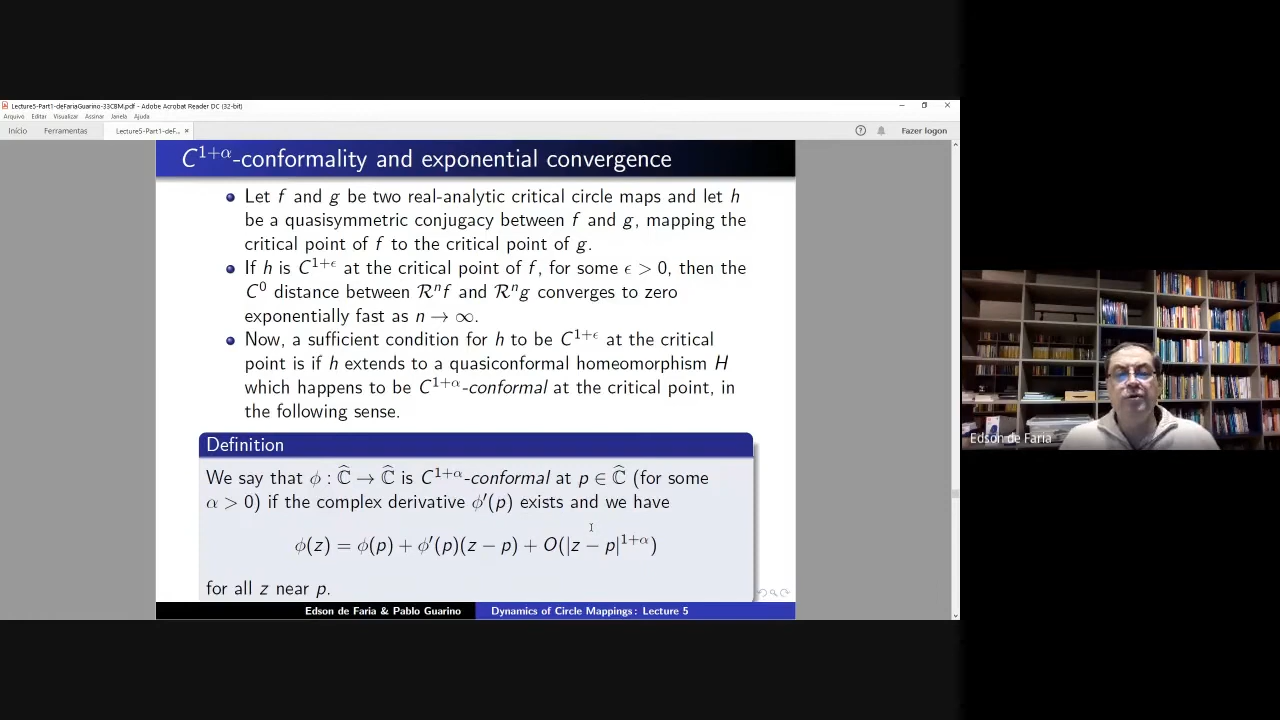 Lecture5-Part1-deFariaGuarino-33CBM.pdf - Adobe Acrobat Reader DC (32-bit)
Arquivo Editar Visualizar Assinar Janela Ajuda
Início Ferramentas Lecture5-Part1-deF... × Fazer logon
C^{1+α}-conformality and exponential convergence
Let f and g be two real-analytic critical circle maps and let h
be a quasisymmetric conjugacy between f and g, mapping the
critical point of f to the critical point of g.
If h is C^{1+ϵ} at the critical point of f, for some ϵ > 0, then the
C^0 distance between ℛ^n f and ℛ^n g converges to zero
exponentially fast as n → ∞.
Now, a sufficient condition for h to be C^{1+ϵ} at the critical
point is if h extends to a quasiconformal homeomorphism H
which happens to be C^{1+α}-conformal at the critical point, in
the following sense.
Definition
We say that ϕ : ℂ̂ → ℂ̂ is C^{1+α}-conformal at p ∈ ℂ̂ (for some
α > 0) if the complex derivative ϕ′(p) exists and we have
ϕ(z) = ϕ(p) + ϕ′(p)(z − p) + O(|z − p|^{1+α})
for all z near p.
Edson de Faria & Pablo Guarino Dynamics of Circle Mappings: Lecture 5
Edson de Faria